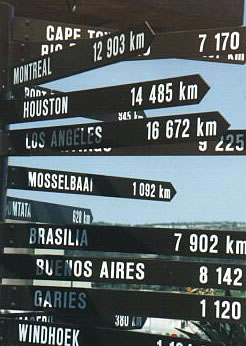 CAPE
7 170
MONTREAL 12 903 km
HOUSTON 14 485 km
LOS ANGELES 16 672 km
9 225
MOSSELBAAI 1 092 km
UMTATA 628 km
BRASILIA 7 902 km
BUENOS AIRES 8 142
GARIES 1 120
380 km
WINDHOEK